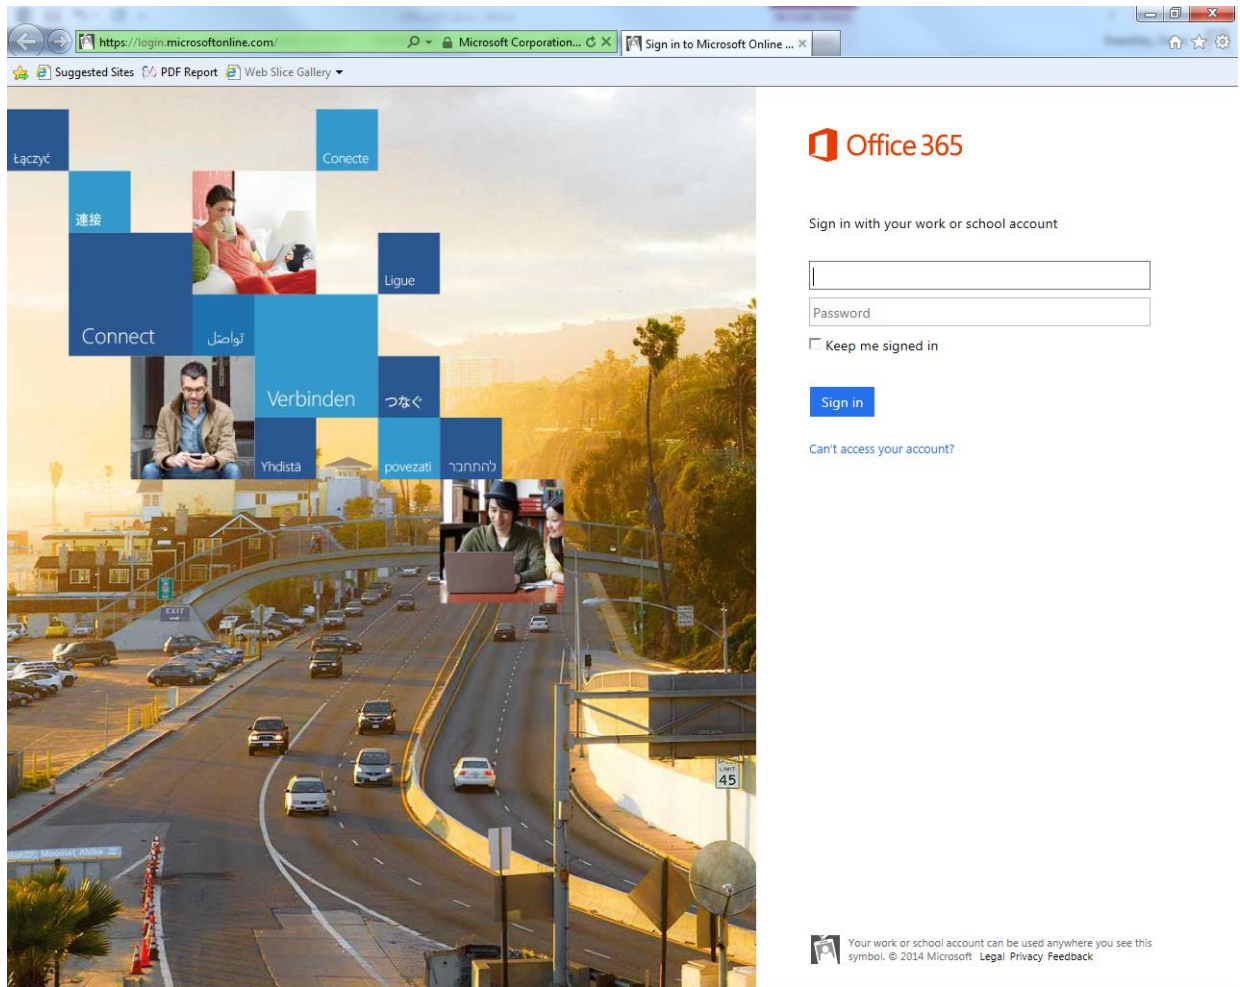 https://login.microsoftonline.com/
Microsoft Corporation...
Sign in to Microsoft Online ...
Suggested Sites
PDF Report
Web Slice Gallery
Łączyć
Conecte
連接
Ligue
Connect
تواصَل
Verbinden
つなぐ
Yhdistä
povezati
להתחבר
EXIT
LIMIT
45
Office 365
Sign in with your work or school account
Password
Keep me signed in
Sign in
Can't access your account?
Your work or school account can be used anywhere you see this
symbol. © 2014 Microsoft Legal Privacy Feedback